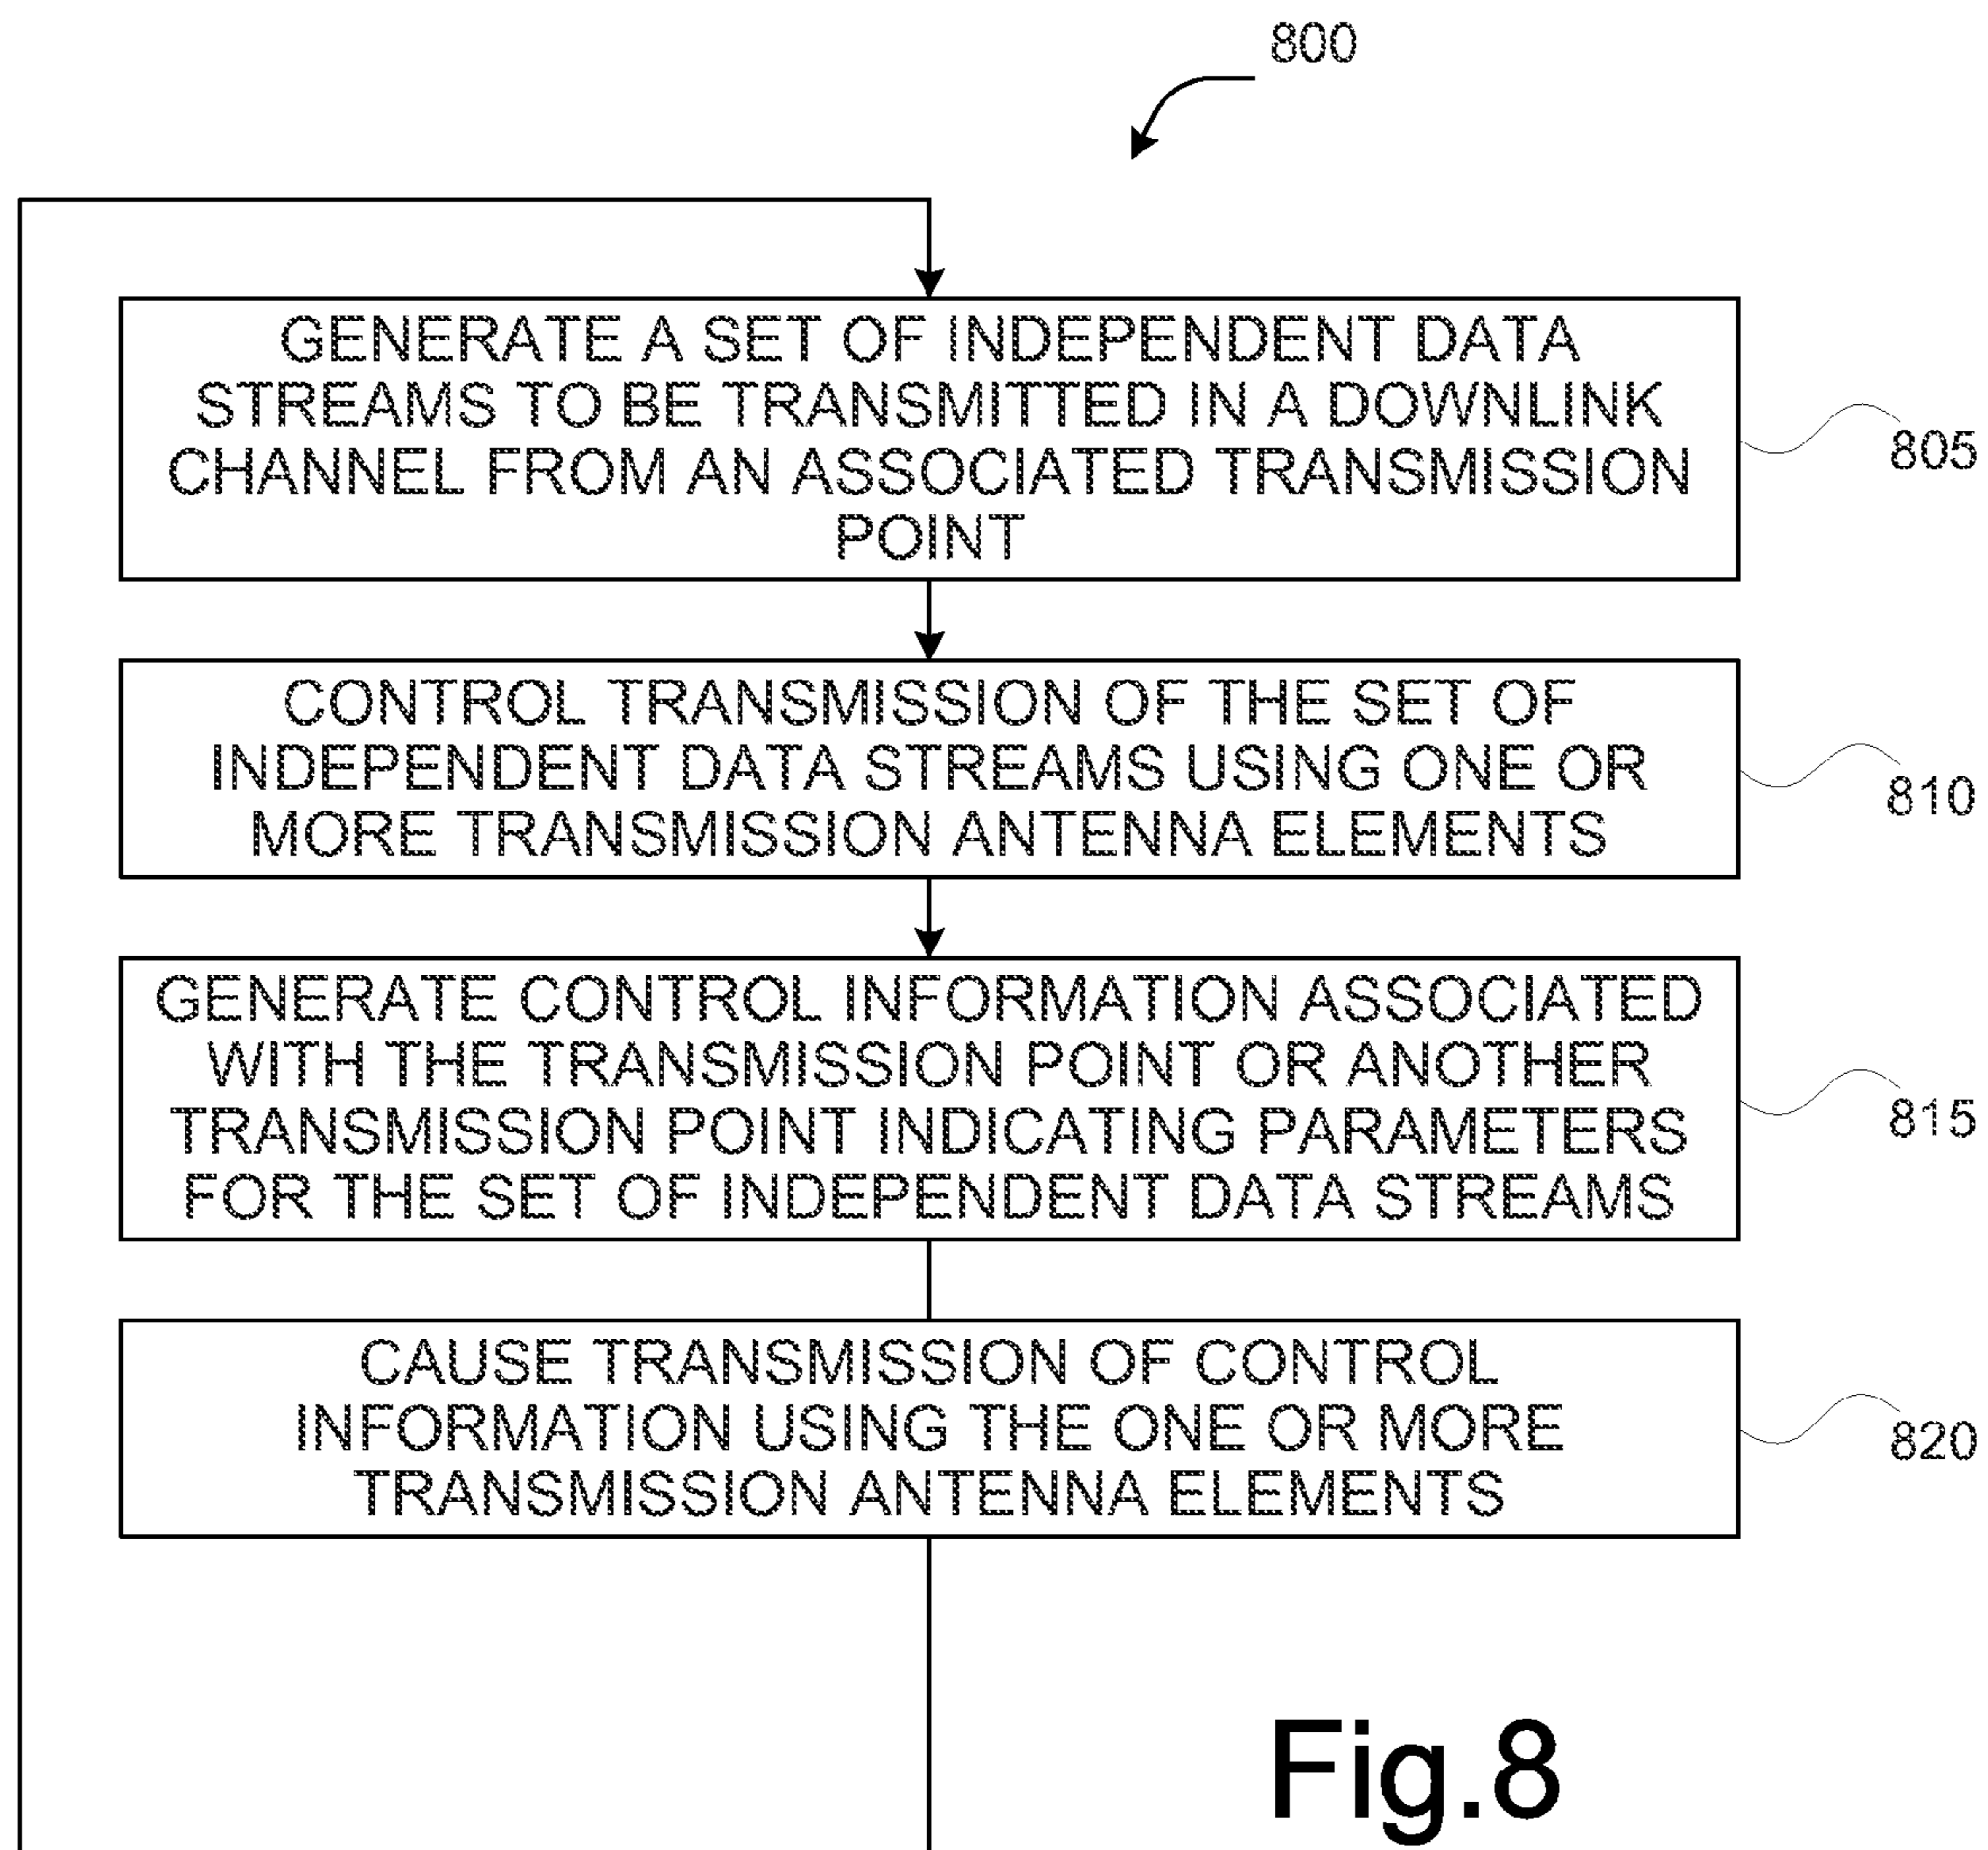 800
GENERATE A SET OF INDEPENDENT DATA
STREAMS TO BE TRANSMITTED IN A DOWNLINK
CHANNEL FROM AN ASSOCIATED TRANSMISSION
POINT
805
CONTROL TRANSMISSION OF THE SET OF
INDEPENDENT DATA STREAMS USING ONE OR
MORE TRANSMISSION ANTENNA ELEMENTS
810
GENERATE CONTROL INFORMATION ASSOCIATED
WITH THE TRANSMISSION POINT OR ANOTHER
TRANSMISSION POINT INDICATING PARAMETERS
FOR THE SET OF INDEPENDENT DATA STREAMS
815
CAUSE TRANSMISSION OF CONTROL
INFORMATION USING THE ONE OR MORE
TRANSMISSION ANTENNA ELEMENTS
820
Fig.8